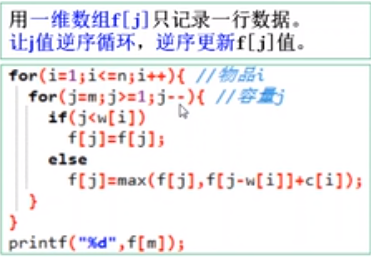 用一维数组f[j]只记录一行数据。
让j值逆序循环，逆序更新f[j]值。
for(i=1;i<=n;i++){ //物品i
for(j=m;j>=1;j--){ //容量j
if(j<w[i])
f[j]=f[j];
else
f[j]=max(f[j],f[j-w[i]]+c[i]);
}
}
printf("%d",f[m]);